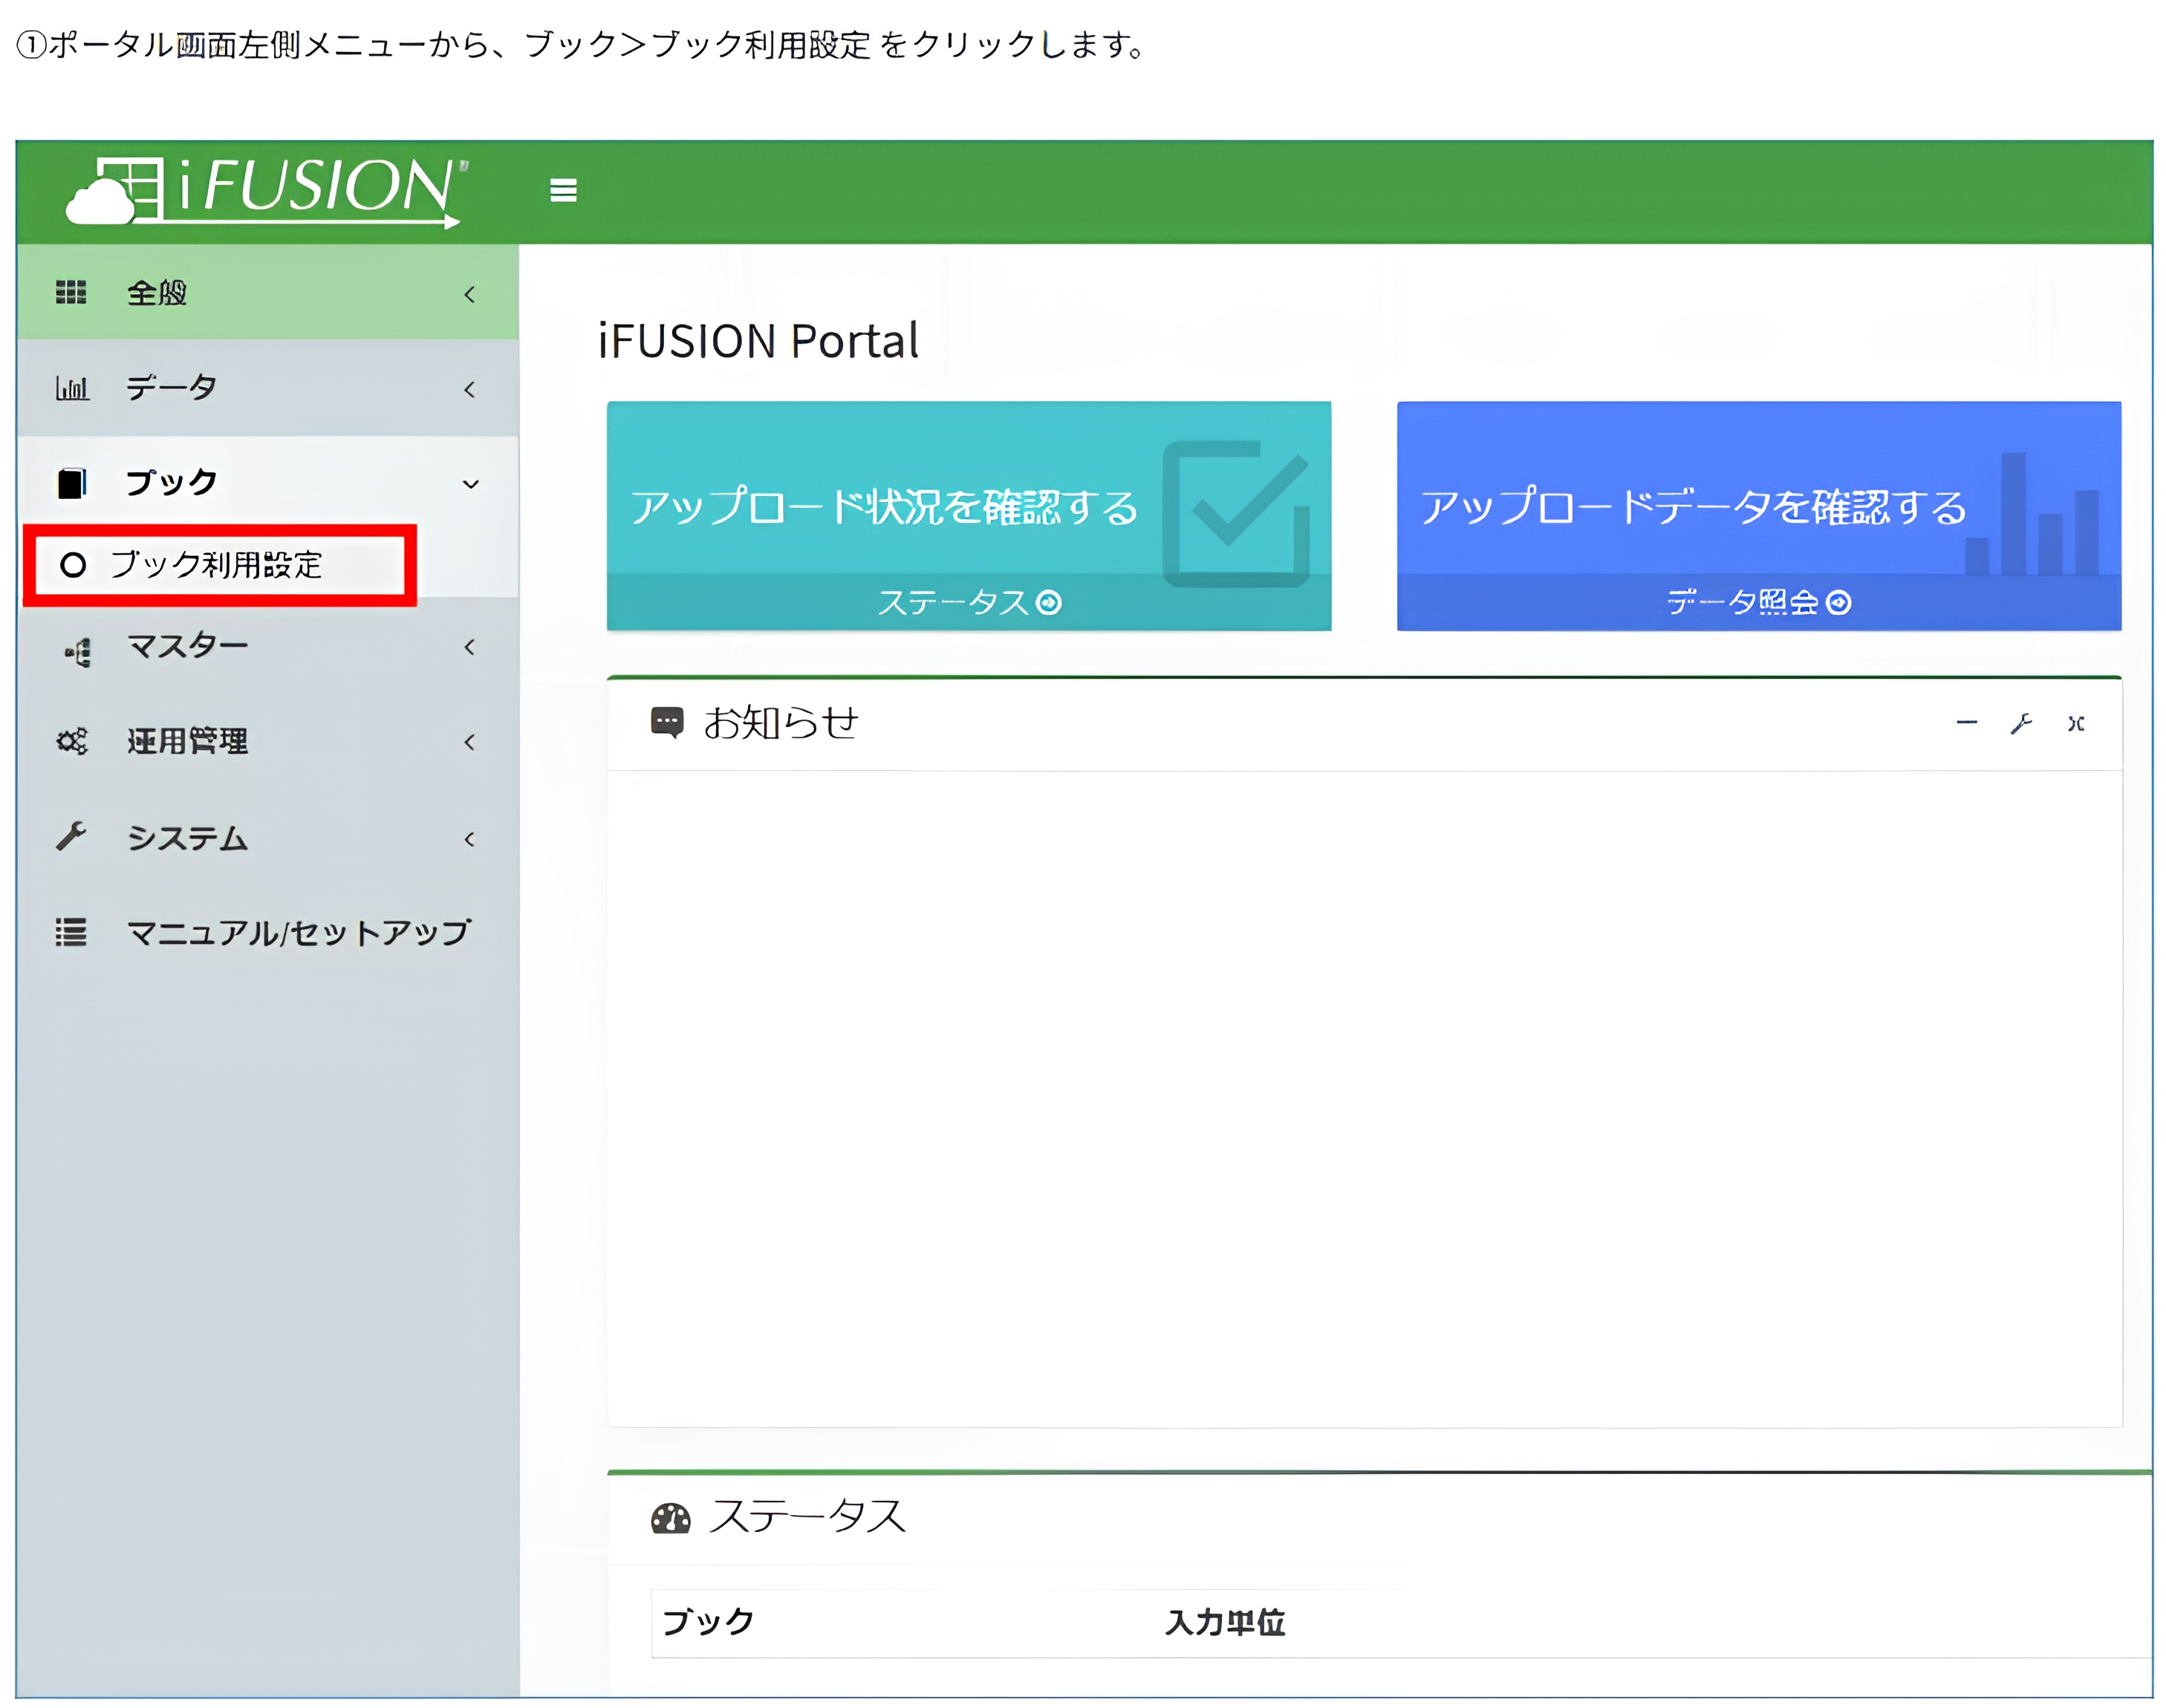 ①ポータル画面左側メニューから、ブック＞ブック利用設定 をクリックします。
iFUSION
全般
データ
ブック
ブック利用設定
マスター
運用管理
システム
マニュアル/セットアップ
iFUSION Portal
アップロード状況を確認する
ステータス
アップロードデータを確認する
データ照会
お知らせ
ステータス
ブック 入力単位